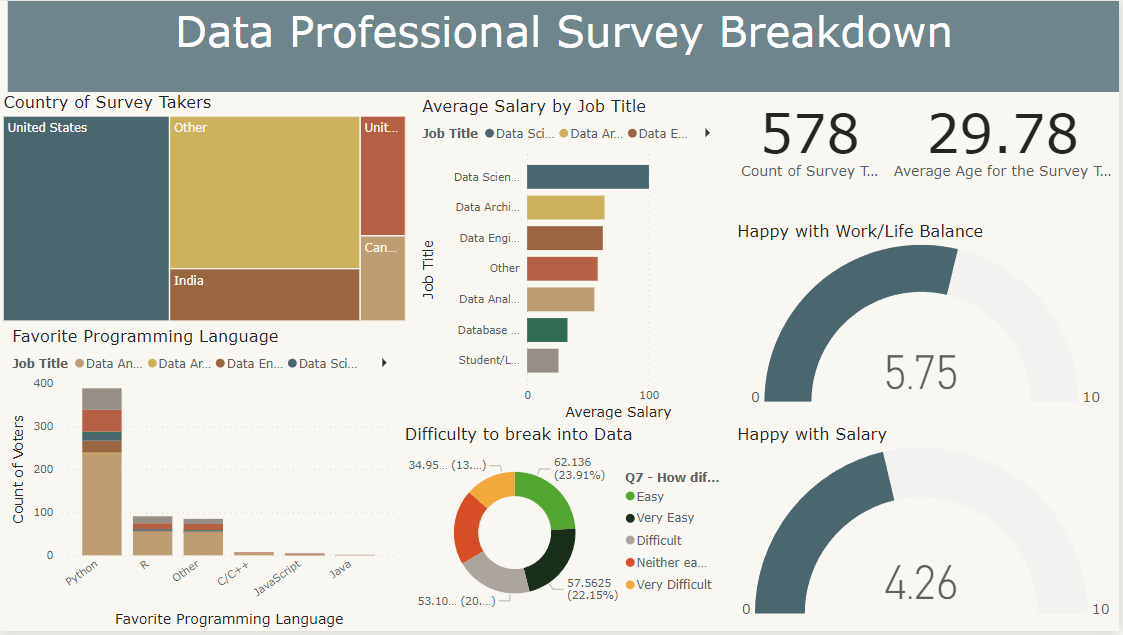 Data Professional Survey Breakdown
Country of Survey Takers
United States
Other
Unit...
India
Can...
Favorite Programming Language
Job Title
Data An...
Data Ar...
Data En...
Data Sci...
400
300
200
100
0
Count of Voters
Python
R
Other
C/C++
JavaScript
Java
Favorite Programming Language
Average Salary by Job Title
Job Title
Data Sci...
Data Ar...
Data E...
Job Title
Data Scien...
Data Archi...
Data Engi...
Other
Data Anal...
Database ...
Student/L...
0
100
Average Salary
Difficulty to break into Data
34.95... (13....)
62.136
(23.91%)
57.5625
(22.15%)
53.10... (20....)
Q7 - How dif...
Easy
Very Easy
Difficult
Neither ea...
Very Difficult
578
Count of Survey T...
29.78
Average Age for the Survey T...
Happy with Work/Life Balance
5.75
0
10
Happy with Salary
4.26
0
10